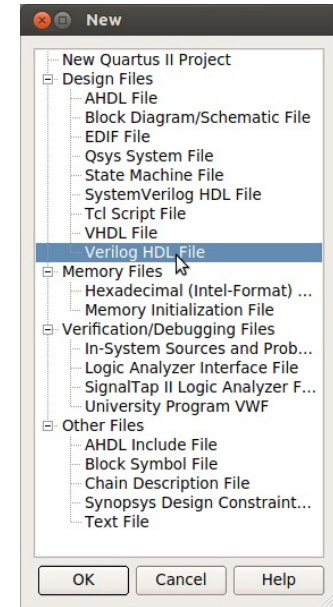 New
New Quartus II Project
Design Files
AHDL File
Block Diagram/Schematic File
EDIF File
Qsys System File
State Machine File
SystemVerilog HDL File
Tcl Script File
VHDL File
Verilog HDL File
Memory Files
Hexadecimal (Intel-Format) ...
Memory Initialization File
Verification/Debugging Files
In-System Sources and Prob...
Logic Analyzer Interface File
SignalTap II Logic Analyzer F...
University Program VWF
Other Files
AHDL Include File
Block Symbol File
Chain Description File
Synopsys Design Constraint...
Text File
OK Cancel Help